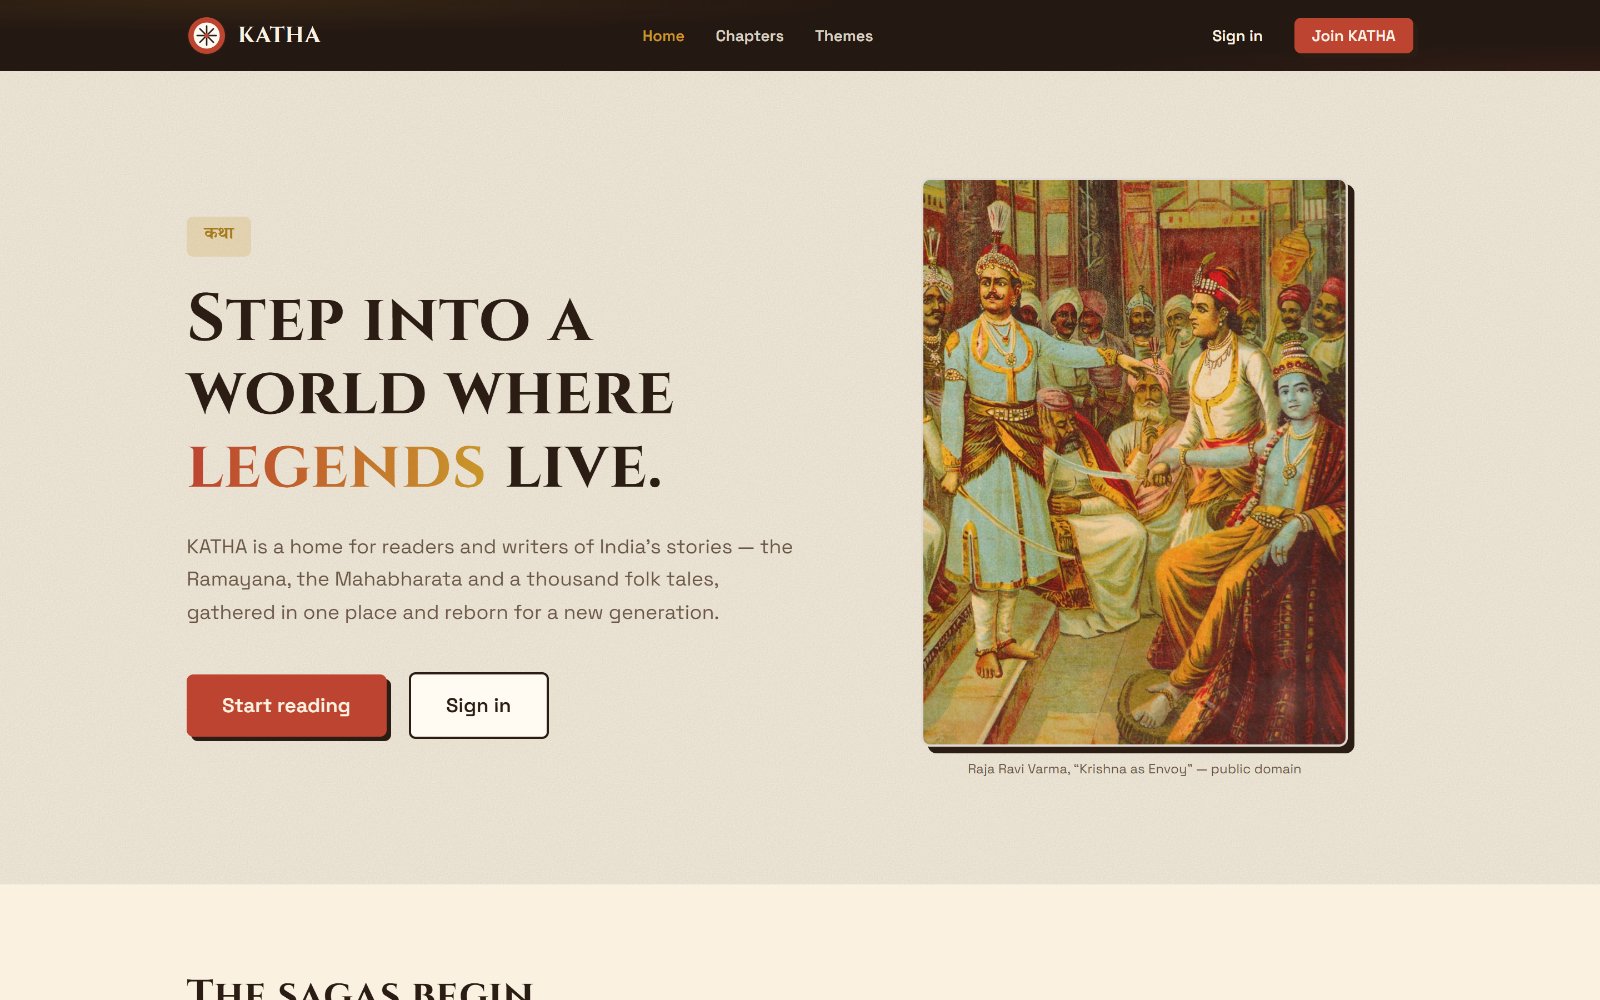 KATHA
Home
Chapters
Themes
Sign in
Join KATHA
कथा
STEP INTO A
WORLD WHERE
LEGENDS LIVE.
KATHA is a home for readers and writers of India's stories — the
Ramayana, the Mahabharata and a thousand folk tales,
gathered in one place and reborn for a new generation.
Start reading
Sign in
Raja Ravi Varma, “Krishna as Envoy” — public domain
THE SAGAS BEGIN